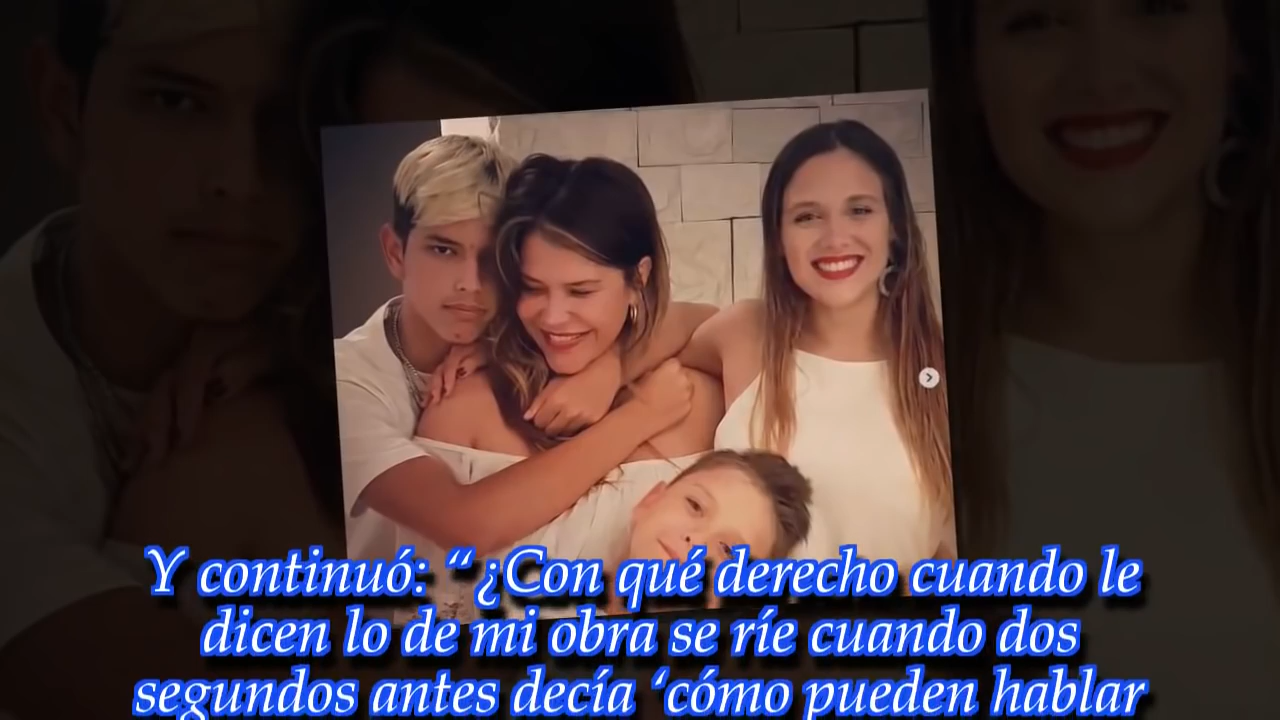 Y continuó: “¿Con qué derecho cuando le
dicen lo de mi obra se ríe cuando dos
segundos antes decía ‘cómo pueden hablar